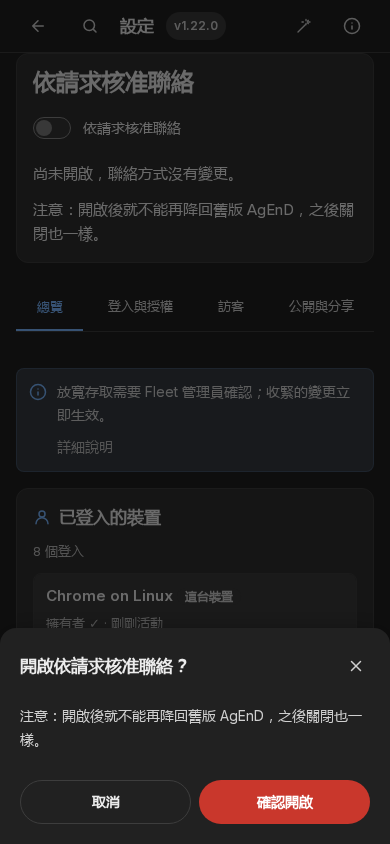 設定 v1.22.0
依請求核准聯絡
依請求核准聯絡
尚未開啟，聯絡方式沒有變更。
注意：開啟後就不能再降回舊版 AgEnD，之後關
閉也一樣。
總覽 登入與授權 訪客 公開與分享
放寬存取需要 Fleet 管理員確認；收緊的變更立
即生效。
詳細說明
已登入的裝置
8 個登入
Chrome on Linux 這台裝置
擁有者 ✓ · 剛剛活動
開啟依請求核准聯絡？
注意：開啟後就不能再降回舊版 AgEnD，之後關閉也一
樣。
取消 確認開啟